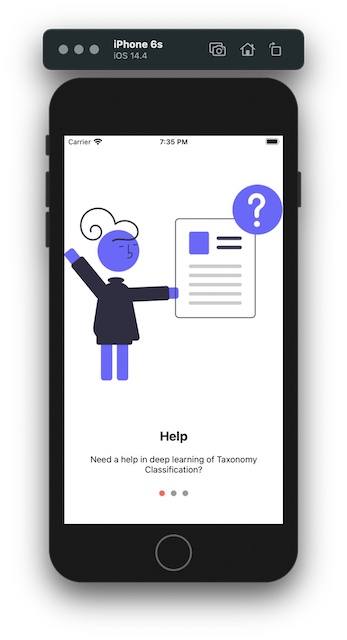 iPhone 6s
iOS 14.4
Carrier 7:35 PM
?
Help
Need a help in deep learning of Taxonomy
Classification?